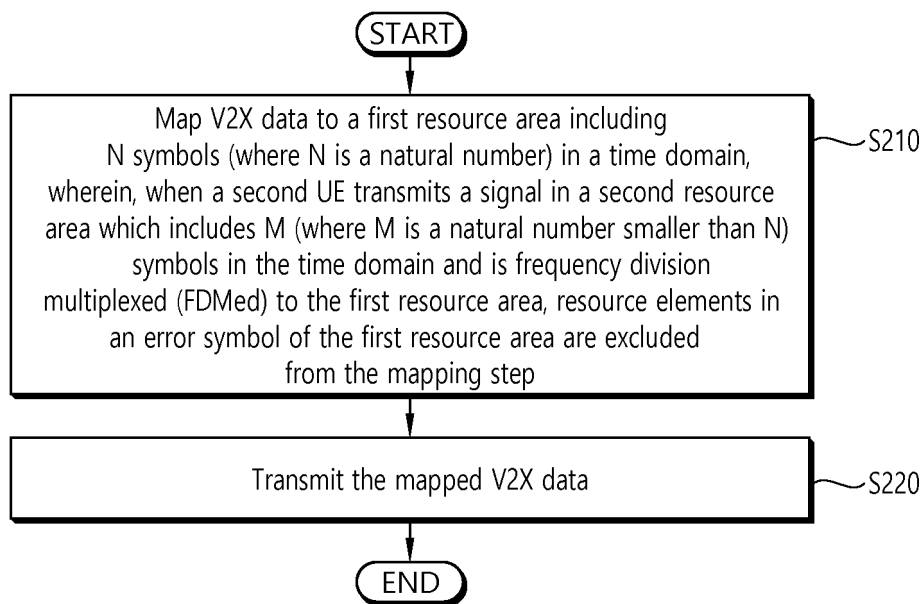 START
Map V2X data to a first resource area including
N symbols (where N is a natural number) in a time domain,
wherein, when a second UE transmits a signal in a second resource
area which includes M (where M is a natural number smaller than N)
symbols in the time domain and is frequency division
multiplexed (FDMed) to the first resource area, resource elements in
an error symbol of the first resource area are excluded
from the mapping step
S210
Transmit the mapped V2X data
S220
END